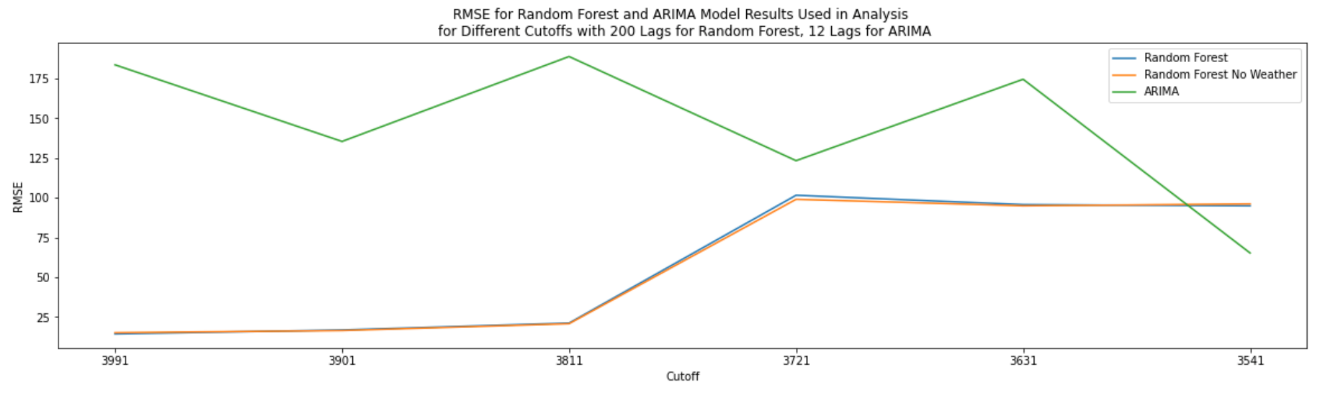 RMSE for Random Forest and ARIMA Model Results Used in Analysis
for Different Cutoffs with 200 Lags for Random Forest, 12 Lags for ARIMA
Random Forest
Random Forest No Weather
ARIMA
RMSE
175
150
125
100
75
50
25
3991 3901 3811 3721 3631 3541
Cutoff